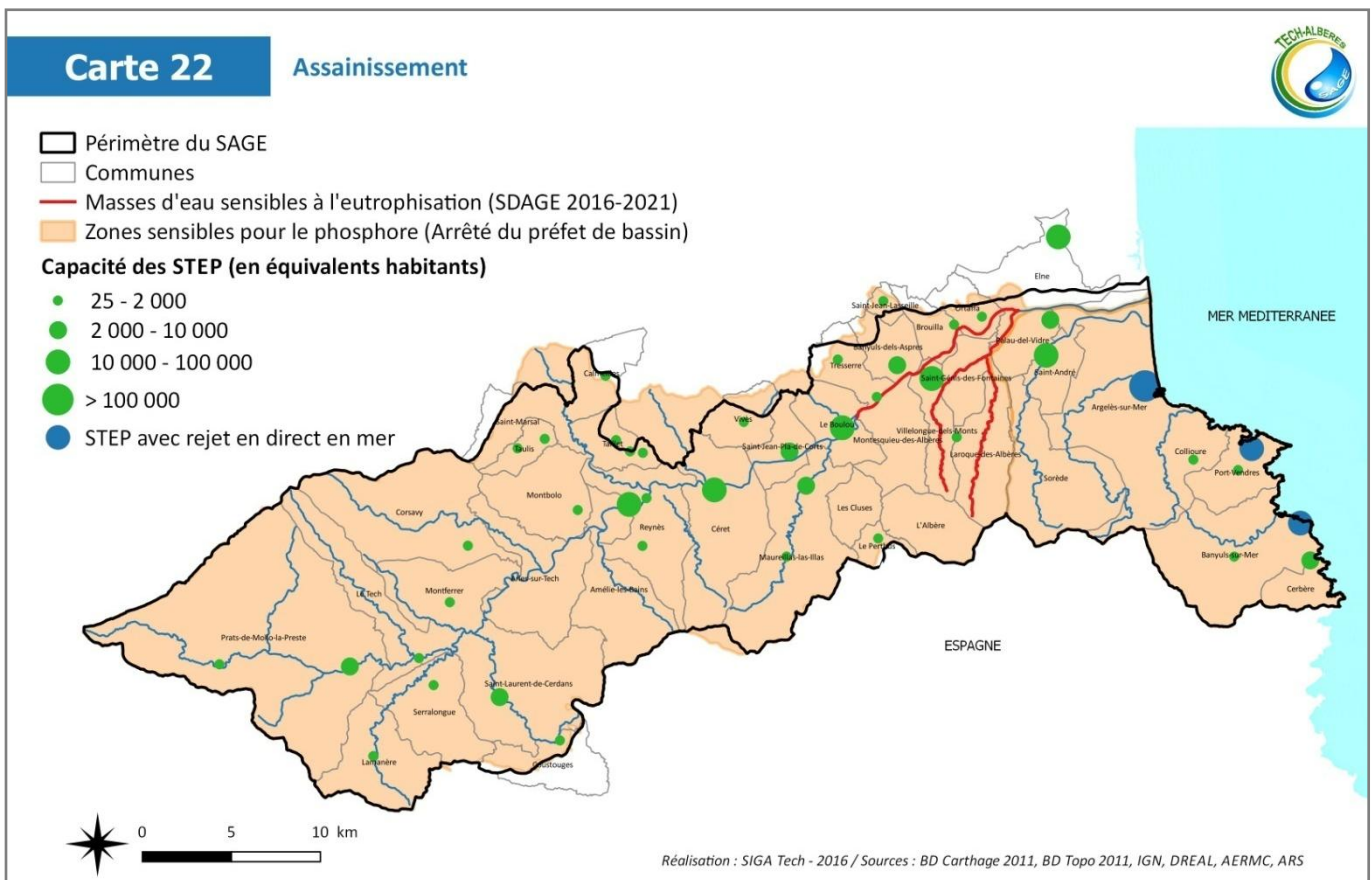 Carte 22
Assainissement
TECH-ALBERES
SAGE
Périmètre du SAGE
Communes
Masses d'eau sensibles à l'eutrophisation (SDAGE 2016-2021)
Zones sensibles pour le phosphore (Arrêté du préfet de bassin)
Capacité des STEP (en équivalents habitants)
25 - 2 000
2 000 - 10 000
10 000 - 100 000
> 100 000
STEP avec rejet en direct en mer
MER MEDITERRANEE
ESPAGNE
Elne
Saint-Jean-Lasseille
Ortaffa
Brouilla
Palau-del-Vidre
Banyuls-dels-Aspres
Tresserre
Saint-Génis-des-Fontaines
Saint-André
Argelès-sur-Mer
Calmeilles
Saint-Marsal
Taulis
Taillet
Vivès
Le Boulou
Saint-Jean-Pla-de-Corts
Montesquieu-des-Albères
Villelongue-dels-Monts
Laroque-des-Albères
Sorède
Collioure
Port-Vendres
Montbolo
Corsavy
Reynès
Céret
Les Cluses
L'Albère
Le Perthus
Maureillas-las-Illas
Banyuls-sur-Mer
Cerbère
Arles-sur-Tech
Amélie-les-Bains
Le Tech
Montferrer
Prats-de-Mollo-la-Preste
Saint-Laurent-de-Cerdans
Serralongue
Lamanère
Coustouges
0 5 10 km
Réalisation : SIGA Tech - 2016 / Sources : BD Carthage 2011, BD Topo 2011, IGN, DREAL, AERMC, ARS